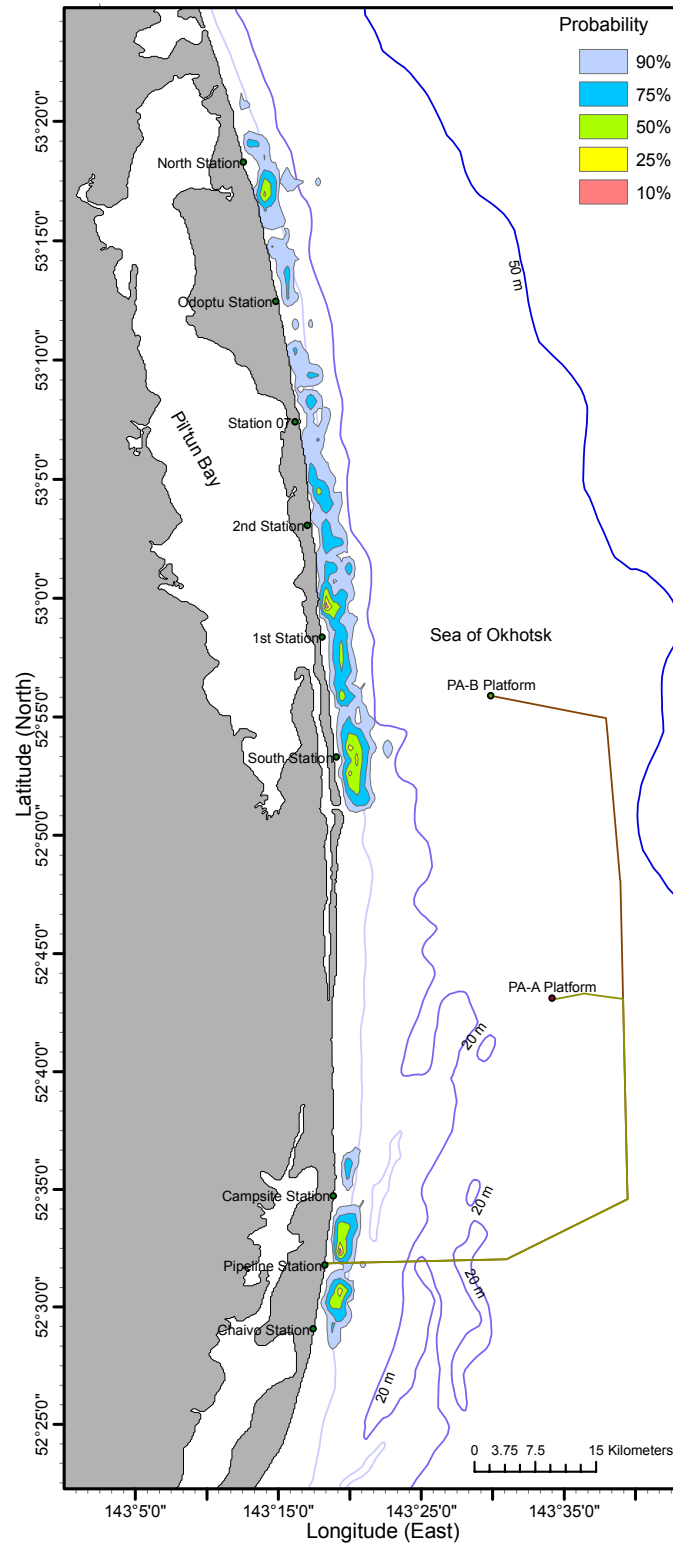 Probability
90%
75%
50%
25%
10%
53°20'0"
North Station
53°15'0"
50 m
Odoptu Station
53°10'0"
Station 07
Pil'tun Bay
53°5'0"
2nd Station
53°0'0"
1st Station
Sea of Okhotsk
PA-B Platform
52°55'0"
South Station
Latitude (North)
52°50'0"
52°45'0"
PA-A Platform
20 m
52°40'0"
52°35'0"
Campsite Station
20 m
Pipeline Station
20 m
52°30'0"
Chaivo Station
20 m
52°25'0"
0 3.75 7.5 15 Kilometers
143°5'0" 143°15'0" 143°25'0" 143°35'0"
Longitude (East)